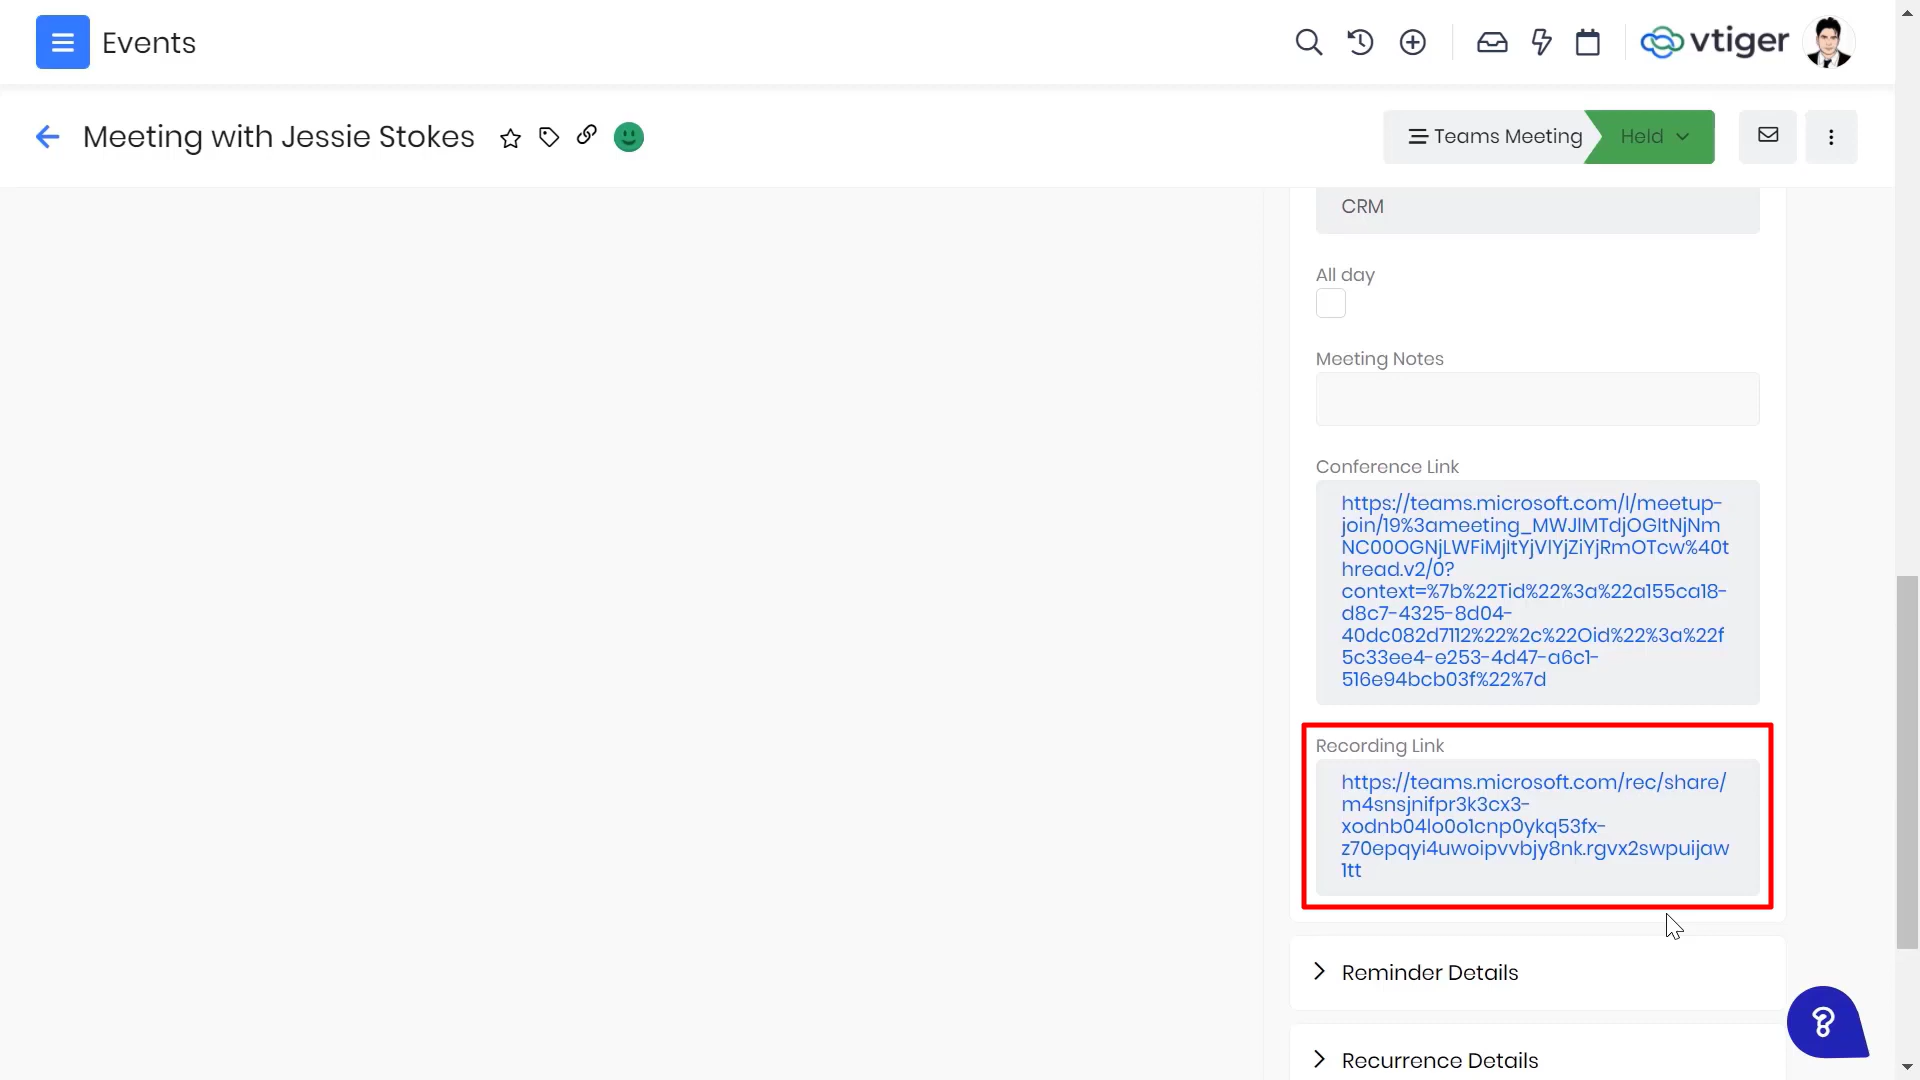 Events
vtiger
Meeting with Jessie Stokes
Teams Meeting
Held
CRM
All day
Meeting Notes
Conference Link
https://teams.microsoft.com/l/meetup-
join/19%3ameeting_MWJlMTdjOGItNjNm
NC00OGNjLWFiMjItYjVlYjZiYjRmOTcw%40t
hread.v2/0?
context=%7b%22Tid%22%3a%22a155ca18-
d8c7-4325-8d04-
40dc082d7112%22%2c%22Oid%22%3a%22f
5c33ee4-e253-4d47-a6c1-
516e94bcb03f%22%7d
Recording Link
https://teams.microsoft.com/rec/share/
m4snsjnifpr3k3cx3-
xodnb04lo0o1cnp0ykq53fx-
z70epqyi4uwoipvvbjy8nk.rgvx2swpuijaw
1tt
Reminder Details
?
Recurrence Details